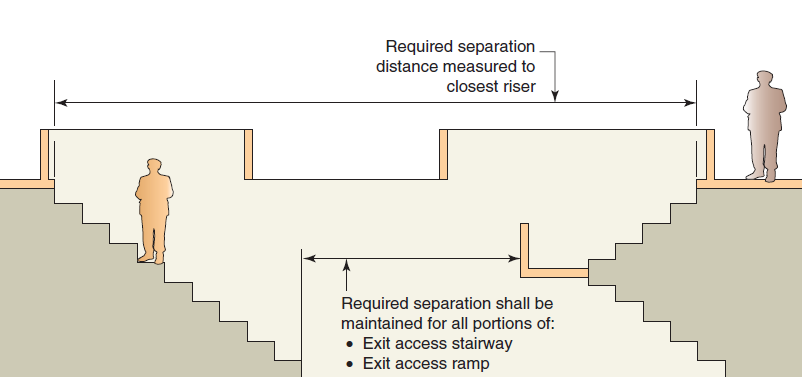 Required separation
distance measured to
closest riser
Required separation shall be
maintained for all portions of:
• Exit access stairway
• Exit access ramp